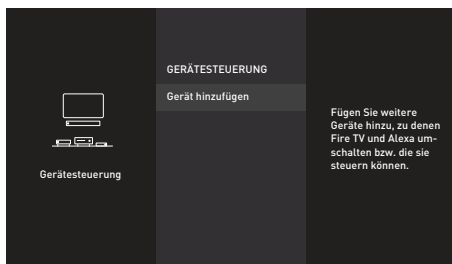 Gerätesteuerung
GERÄTESTEUERUNG
Gerät hinzufügen
Fügen Sie weitere
Geräte hinzu, zu denen
Fire TV und Alexa um-
schalten bzw. die sie
steuern können.